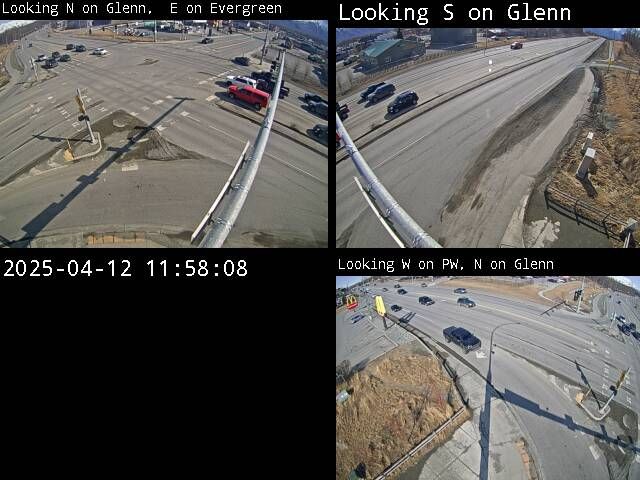 Looking N on Glenn,  E on Evergreen
Looking S on Glenn
2025-04-12 11:58:08
Looking W on PW, N on Glenn